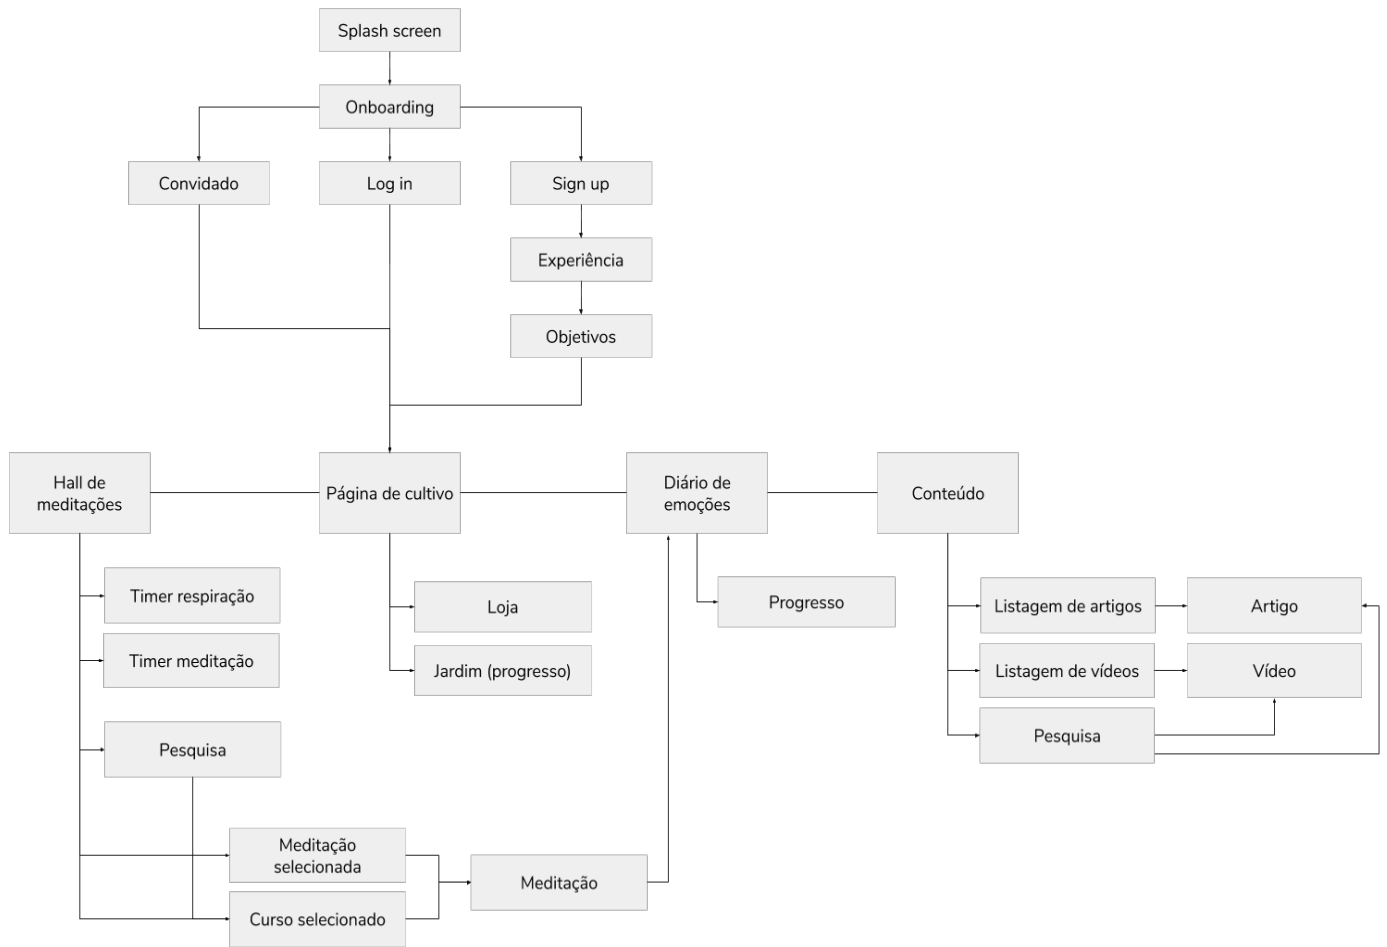 Splash screen
Onboarding
Convidado
Log in
Sign up
Experiência
Objetivos
Hall de
meditações
Página de cultivo
Diário de
emoções
Conteúdo
Timer respiração
Timer meditação
Pesquisa
Loja
Jardim (progresso)
Progresso
Listagem de artigos
Artigo
Listagem de vídeos
Vídeo
Pesquisa
Meditação
selecionada
Curso selecionado
Meditação